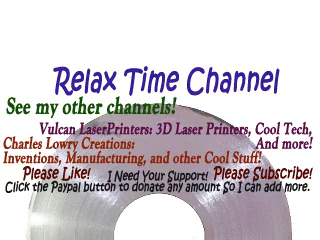 Relax Time Channel
See my other channels!
Vulcan LaserPrinters: 3D Laser Printers, Cool Tech,
Charles Lowry Creations: And more!
Inventions, Manufacturing, and other Cool Stuff!
Please Like! I Need Your Support! Please Subscribe!
Click the Paypal button to donate any amount So I can add more.